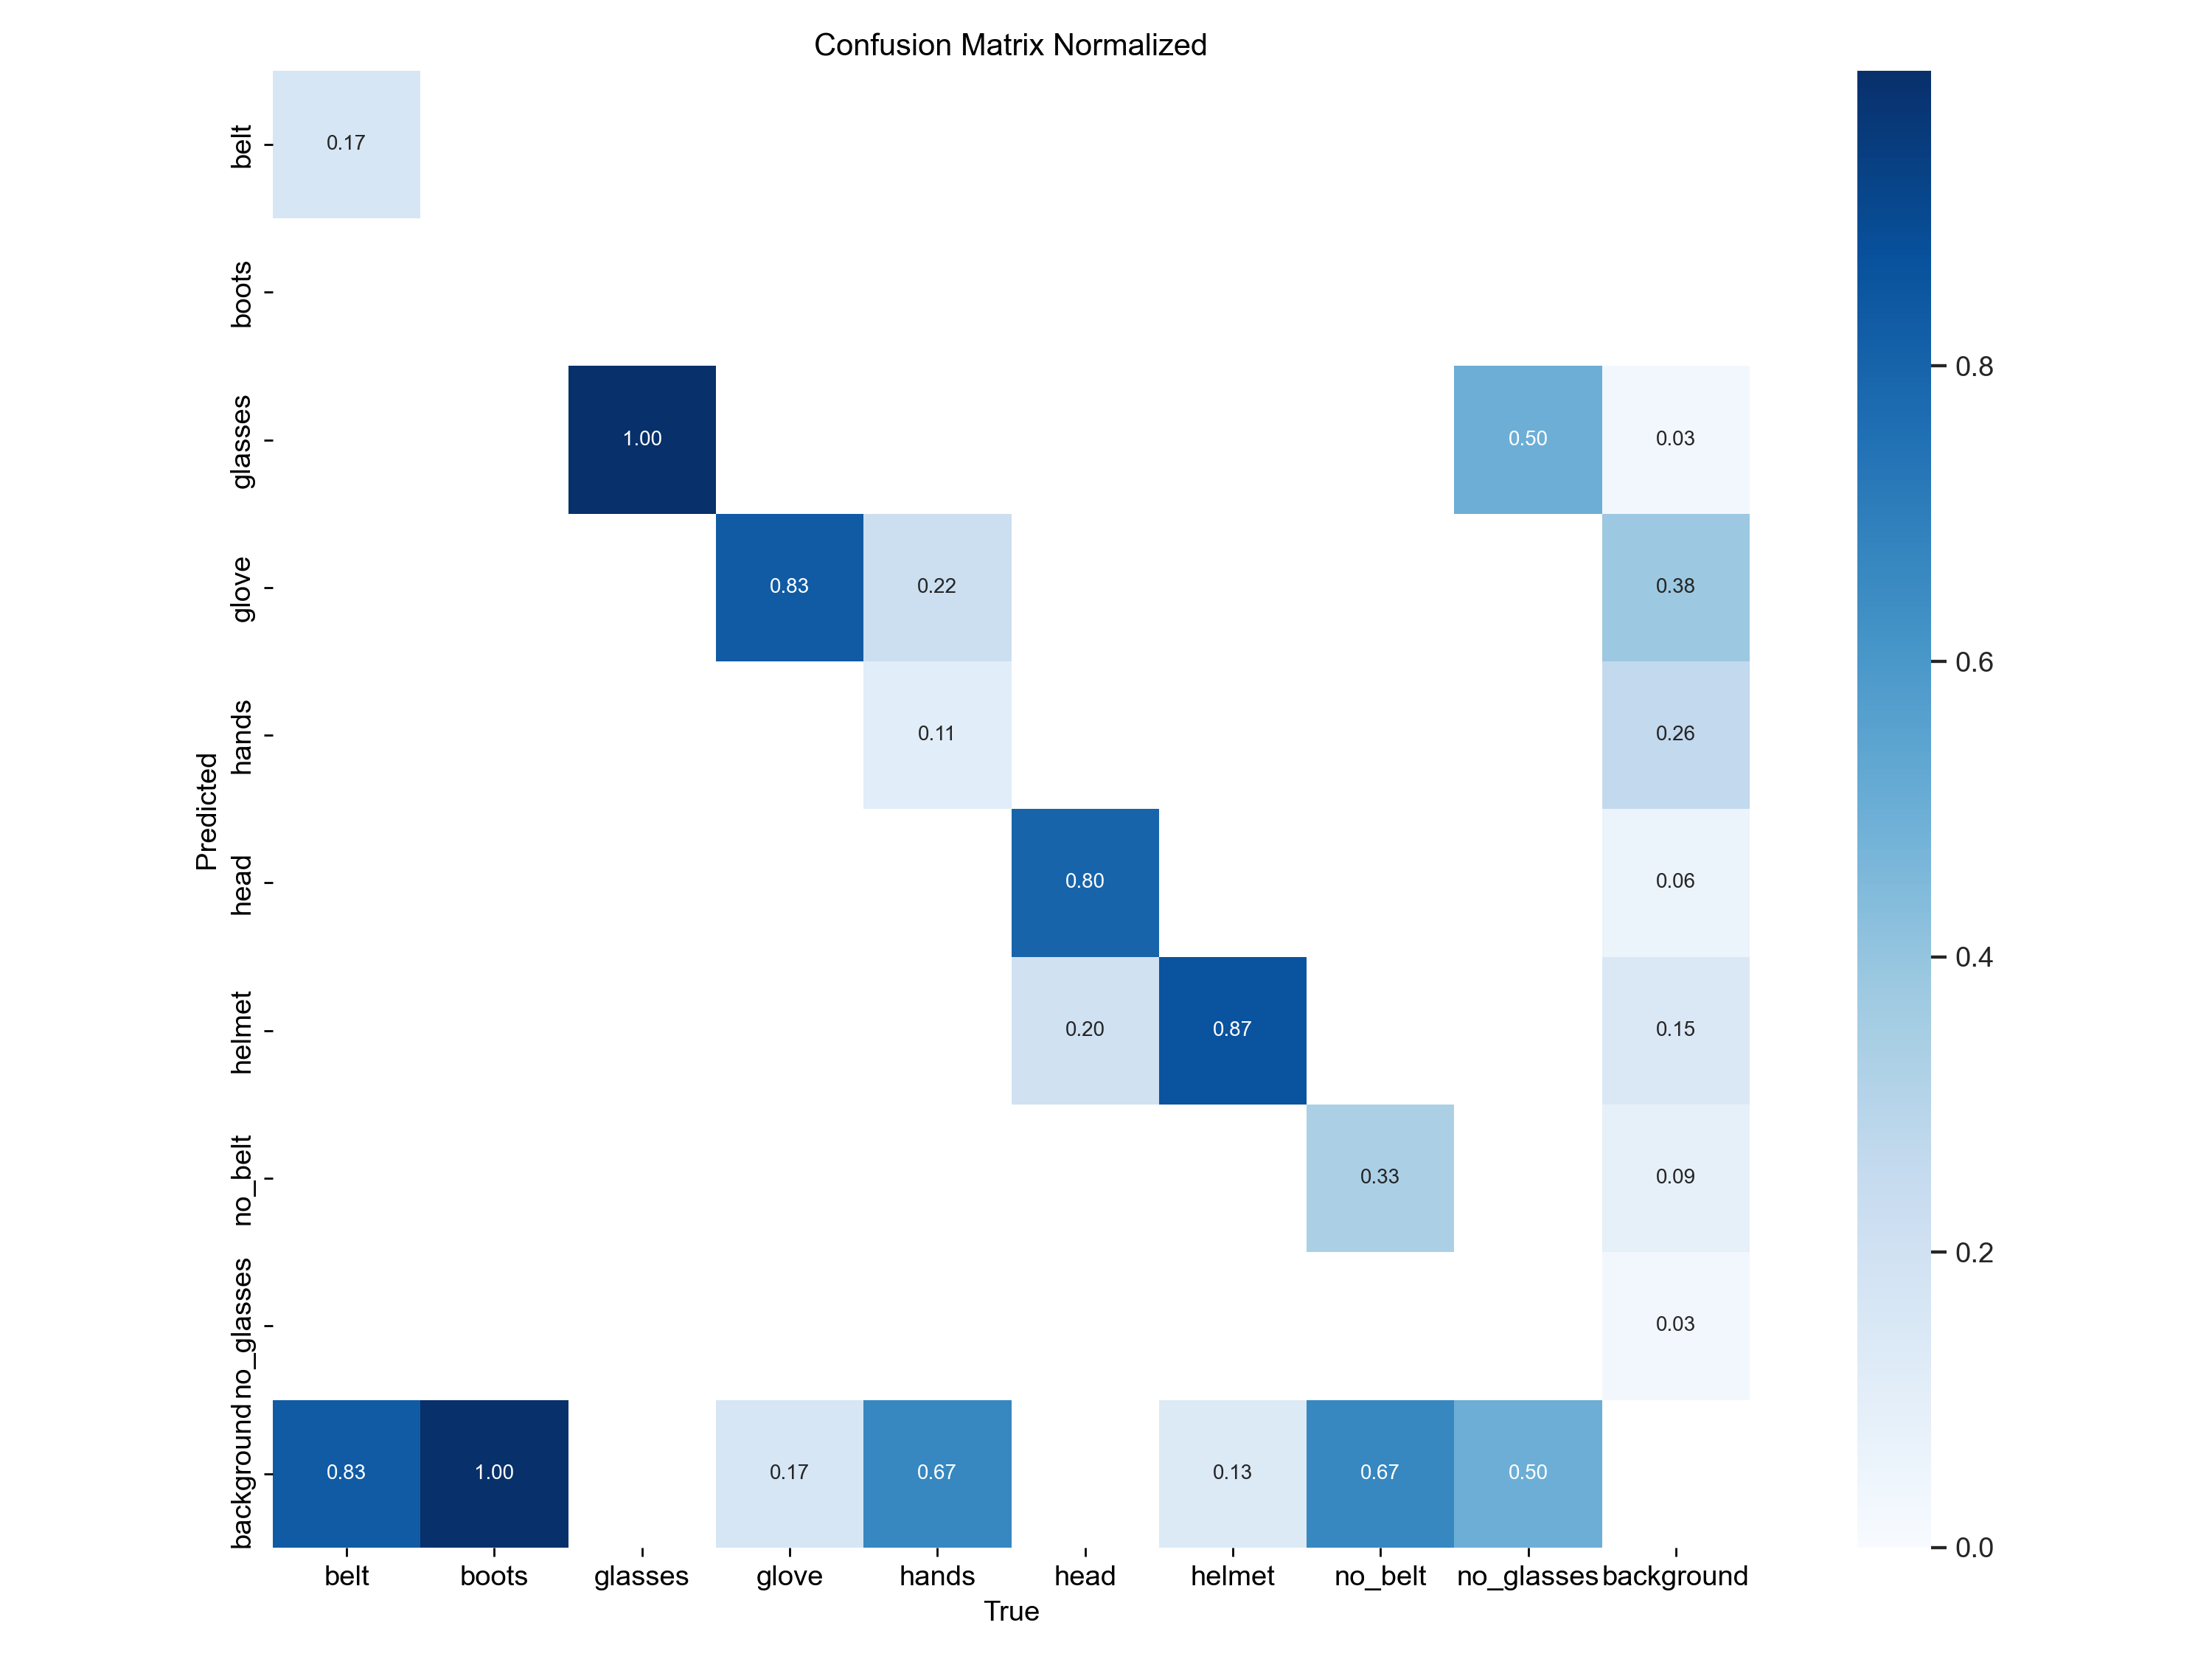 Confusion Matrix Normalized
belt
0.17
boots
glasses
1.00
0.50
0.03
0.8
glove
0.83
0.22
0.38
0.6
hands
0.11
0.26
Predicted
head
0.80
0.06
0.4
helmet
0.20
0.87
0.15
no_belt
0.33
0.09
0.2
no_glasses
0.03
background
0.83
1.00
0.17
0.67
0.13
0.67
0.50
0.0
belt boots glasses glove hands head helmet no_belt no_glasses background
True